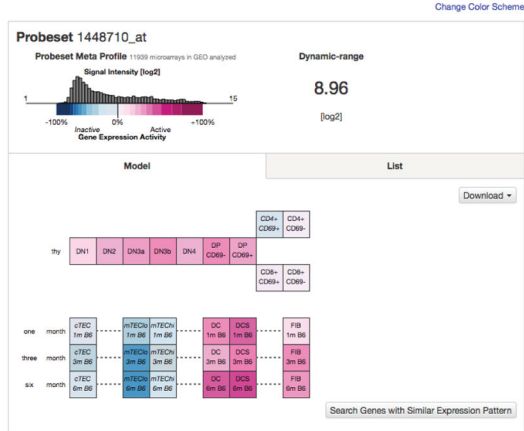 Change Color Scheme
Probeset 1448710_at
Probeset Meta Profile 11939 microarrays in GEO analyzed
Dynamic-range
Signal Intensity [log2]
1 15
8.96
-100% 0% +100%
Inactive Active
Gene Expression Activity
[log2]
Model List
Download
CD4+ CD4+
CD69+ CD69-
thy DN1 DN2 DN3a DN3b DN4 DP DP
CD69- CD69+
CD8+ CD8+
CD69+ CD69-
one month cTEC mTEClo mTEChi DC DCS FIB
1m B6 1m B6 1m B6 1m B6 1m B6 1m B6
three month cTEC mTEClo mTEChi DC DCS FIB
3m B6 3m B6 3m B6 3m B6 3m B6 3m B6
six month cTEC mTEClo mTEChi DC DCS FIB
6m B6 6m B6 6m B6 6m B6 6m B6 6m B6
Search Genes with Similar Expression Pattern